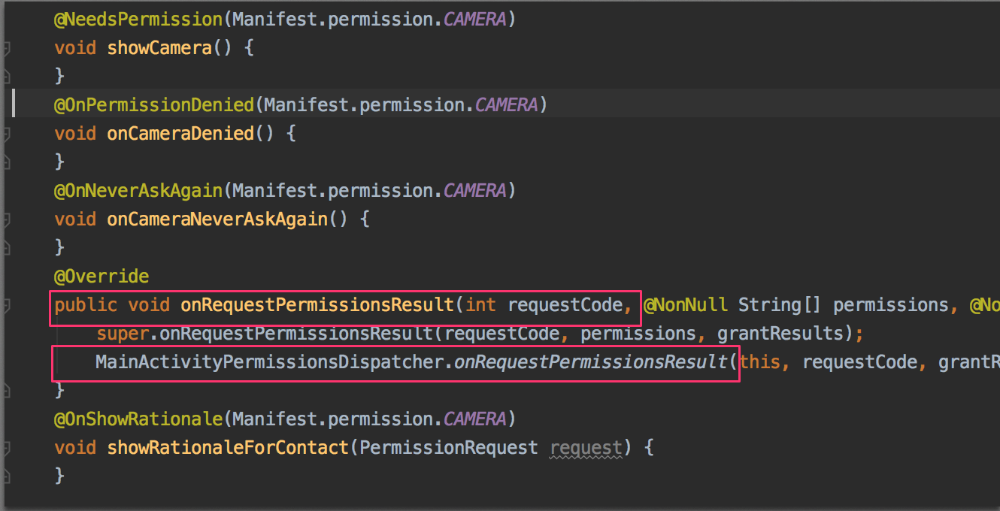 @NeedsPermission(Manifest.permission.CAMERA)
void showCamera() {
}
@OnPermissionDenied(Manifest.permission.CAMERA)
void onCameraDenied() {
}
@OnNeverAskAgain(Manifest.permission.CAMERA)
void onCameraNeverAskAgain() {
}
@Override
public void onRequestPermissionsResult(int requestCode, @NonNull String[] permissions, @No
super.onRequestPermissionsResult(requestCode, permissions, grantResults);
MainActivityPermissionsDispatcher.onRequestPermissionsResult(this, requestCode, grantR
}
@OnShowRationale(Manifest.permission.CAMERA)
void showRationaleForContact(PermissionRequest request) {
}